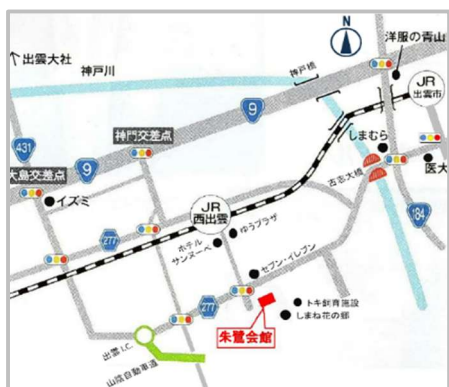 N
洋服の青山
出雲大社
神戸川
神戸橋
JR
出雲市
9
431
神門交差点
しまむら
大島交差点
9
医大
イズミ
古志大橋
JR
西出雲
184
ゆうプラザ
277
ホテル
サンヌーベ
セブン・イレブン
277
トキ飼育施設
しまね花の郷
朱鷺会館
出雲I.C.
山陰自動車道